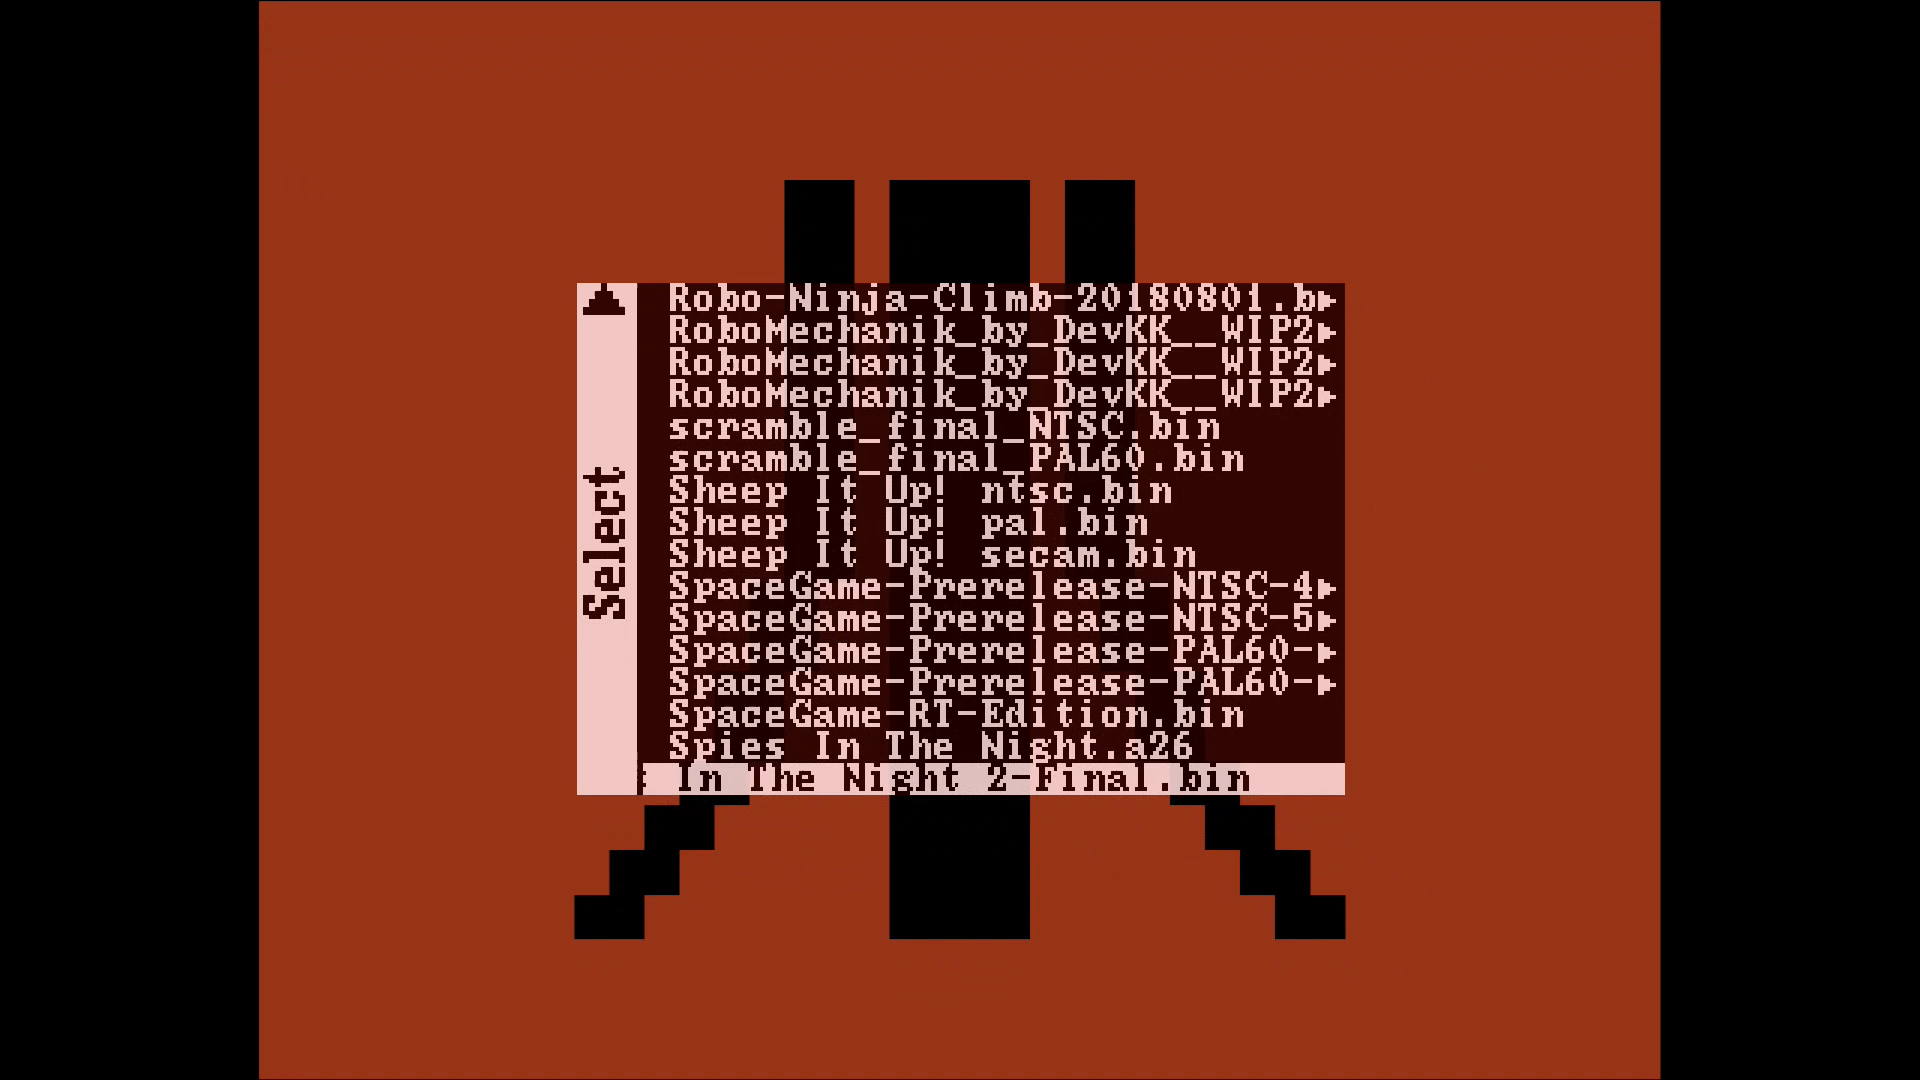 Robo-Ninja-Climb-20180801.b
RoboMechanik_by_DevKK__WIP2
RoboMechanik_by_DevKK__WIP2
RoboMechanik_by_DevKK__WIP2
scramble_final_NTSC.bin
scramble_final_PAL60.bin
Sheep It Up! ntsc.bin
Sheep It Up! pal.bin
Sheep It Up! secam.bin
SpaceGame-Prerelease-NTSC-4
SpaceGame-Prerelease-NTSC-5
SpaceGame-Prerelease-PAL60-
SpaceGame-Prerelease-PAL60-
SpaceGame-RT-Edition.bin
Spies In The Night.a26
In The Night 2-Final.bin
Select